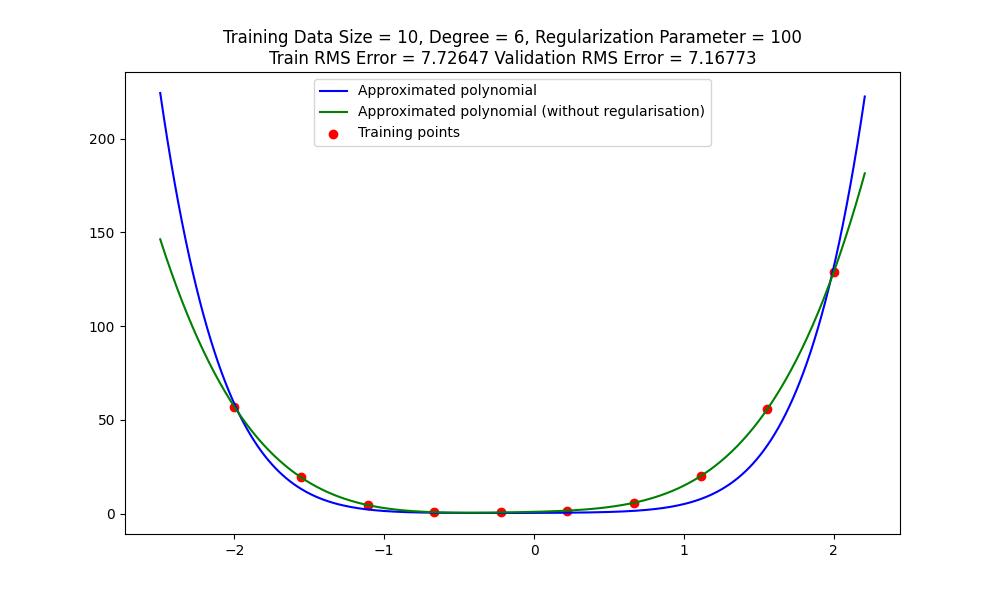 Training Data Size = 10, Degree = 6, Regularization Parameter = 100
Train RMS Error = 7.72647 Validation RMS Error = 7.16773
Approximated polynomial
Approximated polynomial (without regularisation)
Training points
200
150
100
50
0
−2
−1
0
1
2